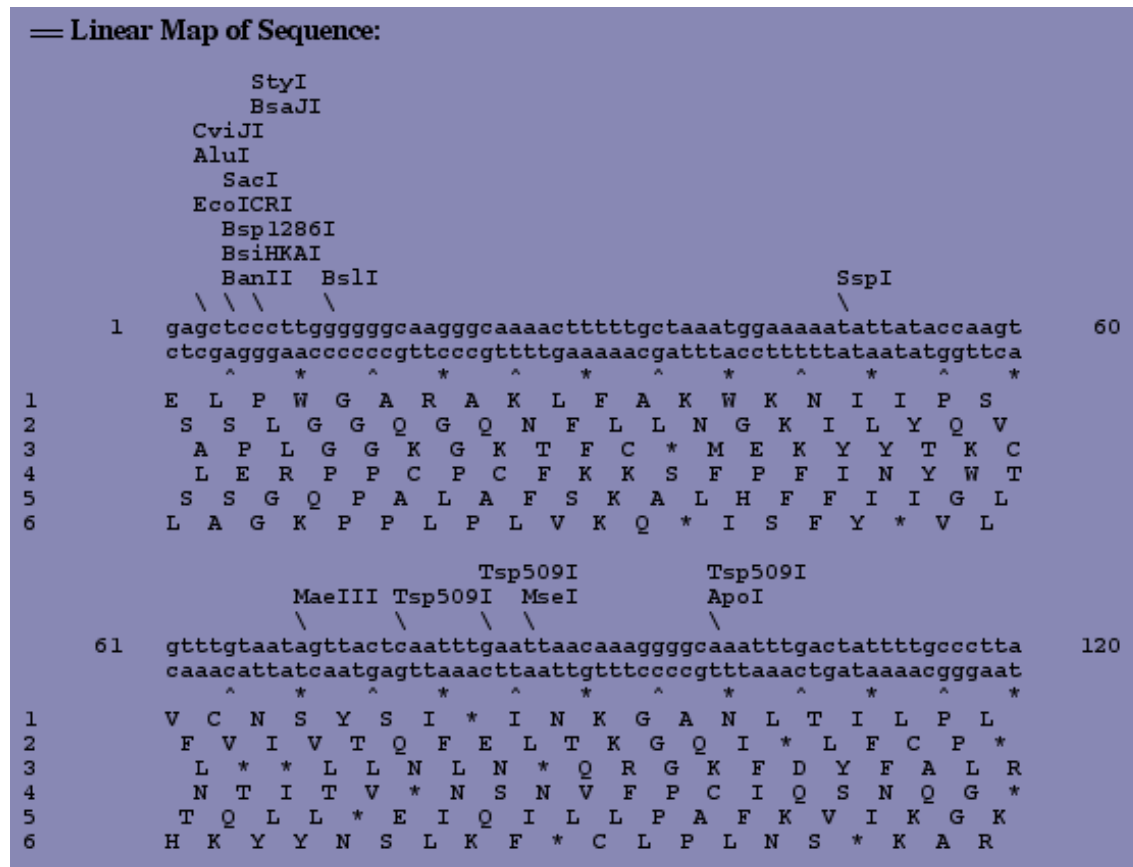 == Linear Map of Sequence:
StyI
BsaJI
CviJI
AluI
SacI
EcoICRI
Bsp1286I
BsiHKAI
BanII BslI SspI
\ \ \ \ \
1 gagctcccttggggggcaagggcaaaactttttgctaaatggaaaaatattataccaagt 60
ctcgagggaaccccccgttcccgttttgaaaaacgatttacctttttataatatggttca
^ * ^ * ^ * ^ * ^ * ^ *
1 E L P W G A R A K L F A K W K N I I P S
2 S S L G G Q G Q N F L L N G K I L Y Q V
3 A P L G G K G K T F C * M E K Y Y T K C
4 L E R P P C P C F K K S F P F I N Y W T
5 S S G Q P A L A F S K A L H F F I I G L
6 L A G K P P L P L V K Q * I S F Y * V L
Tsp509I Tsp509I
MaeIII Tsp509I MseI ApoI
\ \ \ \ \
61 gtttgtaatagttactcaatttgaattaacaaaggggcaaatttgactattttgccctta 120
caaacattatcaatgagttaaacttaattgtttccccgtttaaactgataaaacgggaat
^ * ^ * ^ * ^ * ^ * ^ *
1 V C N S Y S I * I N K G A N L T I L P L
2 F V I V T Q F E L T K G Q I * L F C P *
3 L * * L L N L N * Q R G K F D Y F A L R
4 N T I T V * N S N V F P C I Q S N Q G *
5 T Q L L * E I Q I L L P A F K V I K G K
6 H K Y Y N S L K F * C L P L N S * K A R